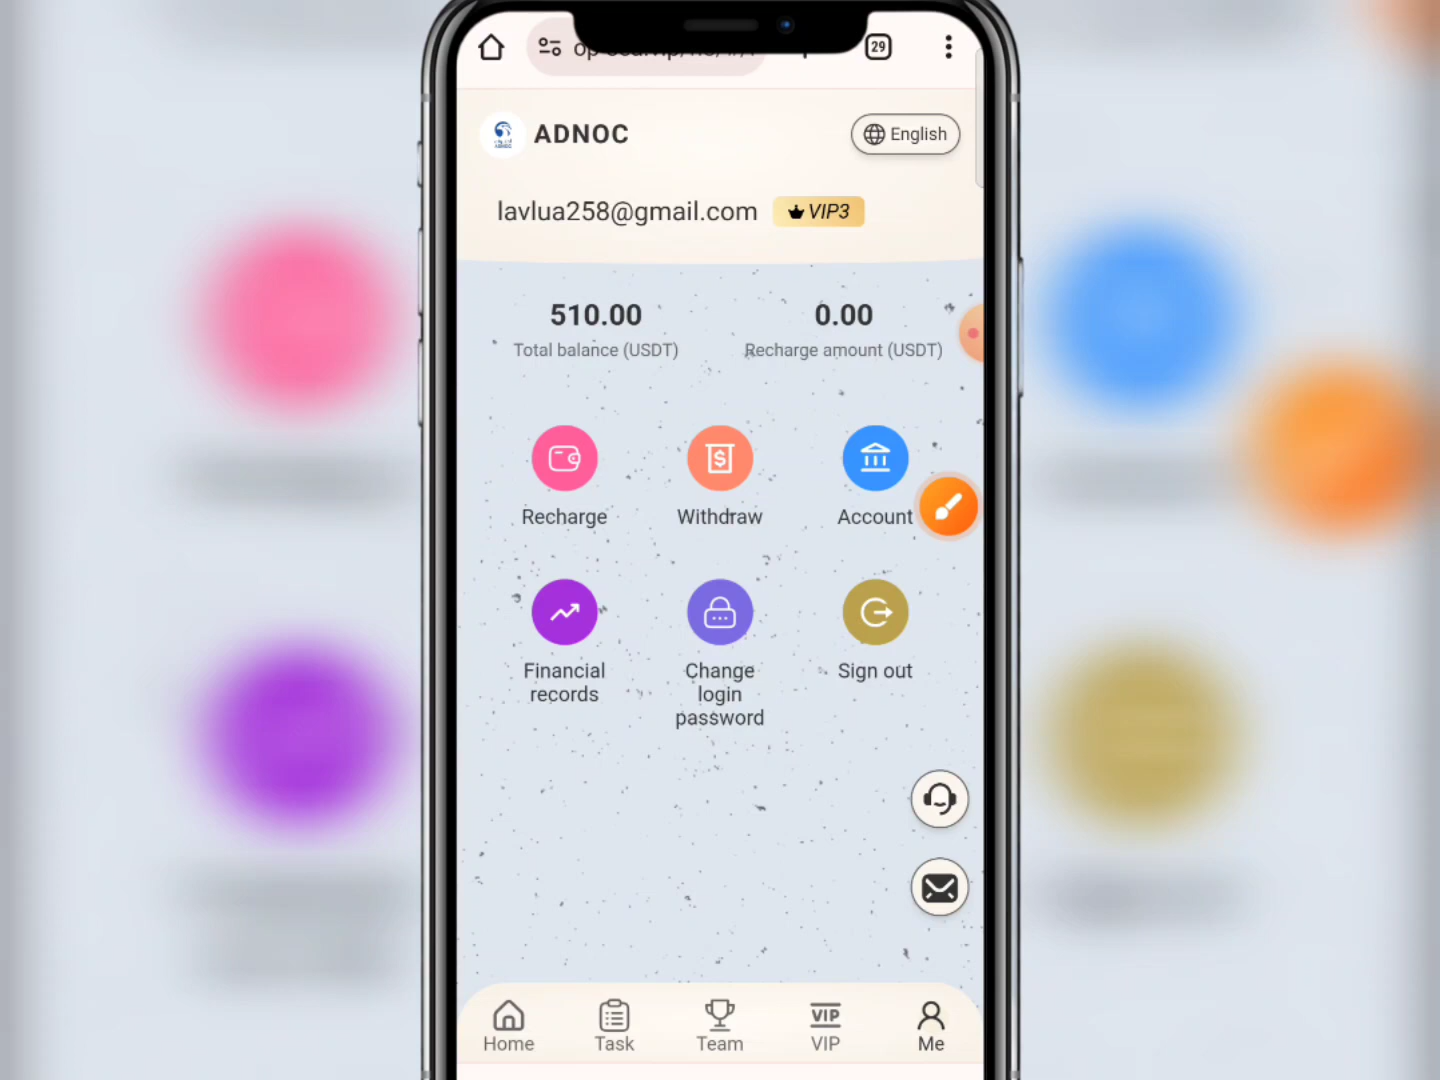 29
ADNOC
English
lavlua258@gmail.com
VIP3
510.00
0.00
Total balance (USDT)
Recharge amount (USDT)
Recharge
Withdraw
Account
Financial
records
Change
login
password
Sign out
Home
Task
Team
VIP
VIP
Me